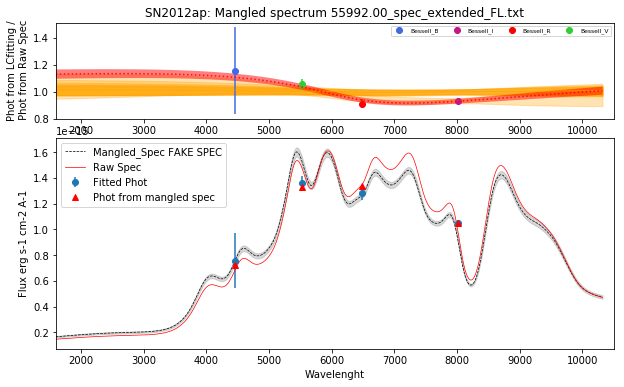 SN2012ap: Mangled spectrum 55992.00_spec_extended_FL.txt
Phot from LCfitting /
Phot from Raw Spec
1.4
1.2
1.0
0.8
Bessell_B
Bessell_I
Bessell_R
Bessell_V
2000 3000 4000 5000 6000 7000 8000 9000 10000
Flux erg s-1 cm-2 A-1
1.6
1.4
1.2
1.0
0.8
0.6
0.4
0.2
Mangled_Spec FAKE SPEC
Raw Spec
Fitted Phot
Phot from mangled spec
2000 3000 4000 5000 6000 7000 8000 9000 10000
Wavelenght